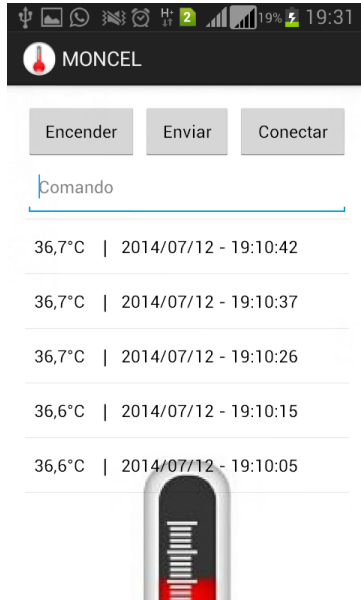 H+ 2 19% 19:31
MONCEL
Encender Enviar Conectar
Comando
36,7°C | 2014/07/12 - 19:10:42
36,7°C | 2014/07/12 - 19:10:37
36,7°C | 2014/07/12 - 19:10:26
36,6°C | 2014/07/12 - 19:10:15
36,6°C | 2014/07/12 - 19:10:05